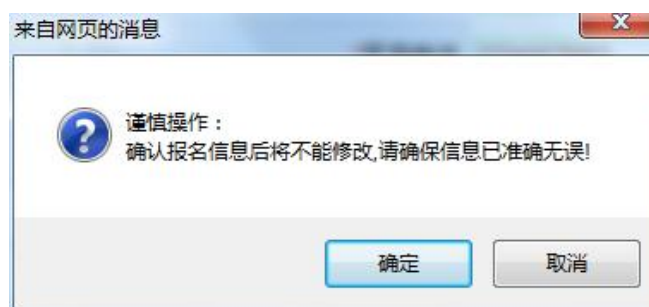 来自网页的消息
谨慎操作：
确认报名信息后将不能修改,请确保信息已准确无误!
确定
取消